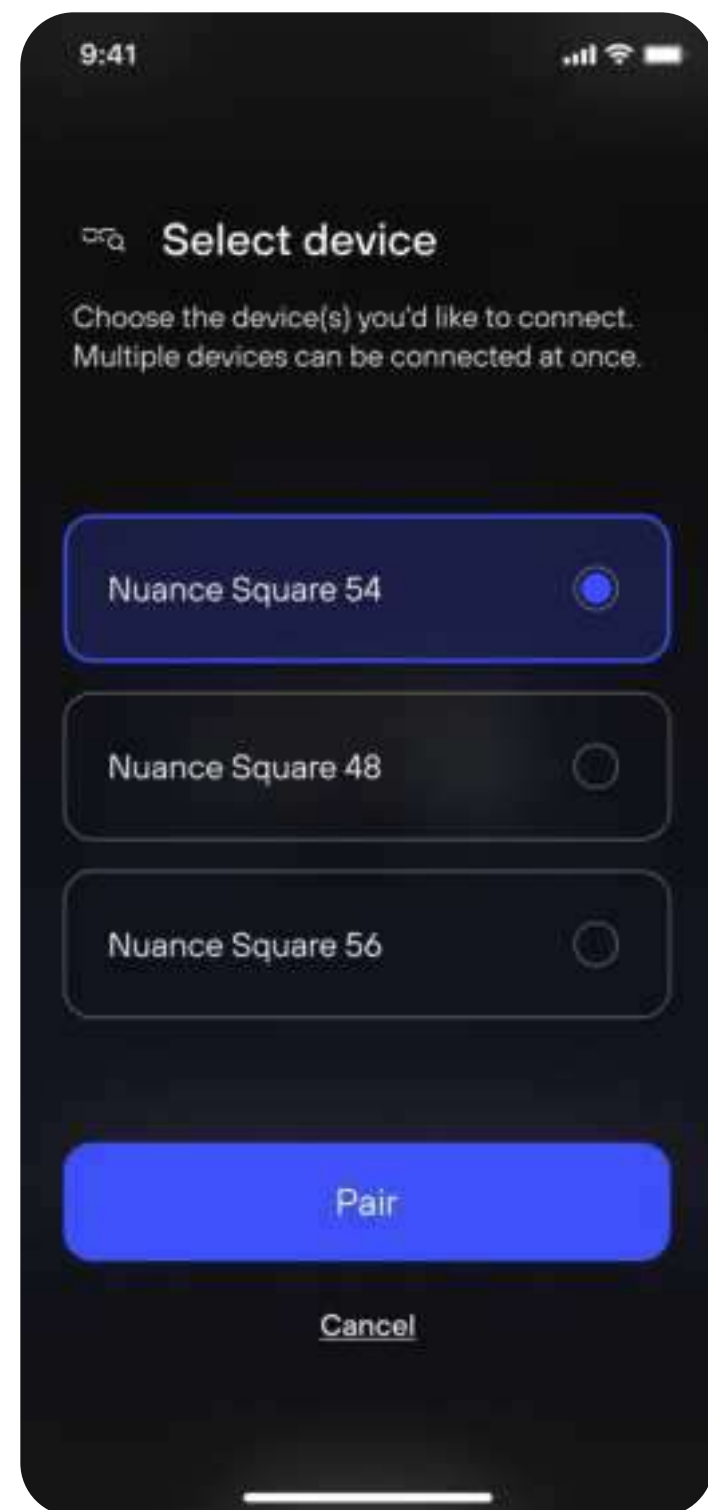 9:41
Select device
Choose the device(s) you'd like to connect.
Multiple devices can be connected at once.
Nuance Square 54
Nuance Square 48
Nuance Square 56
Pair
Cancel